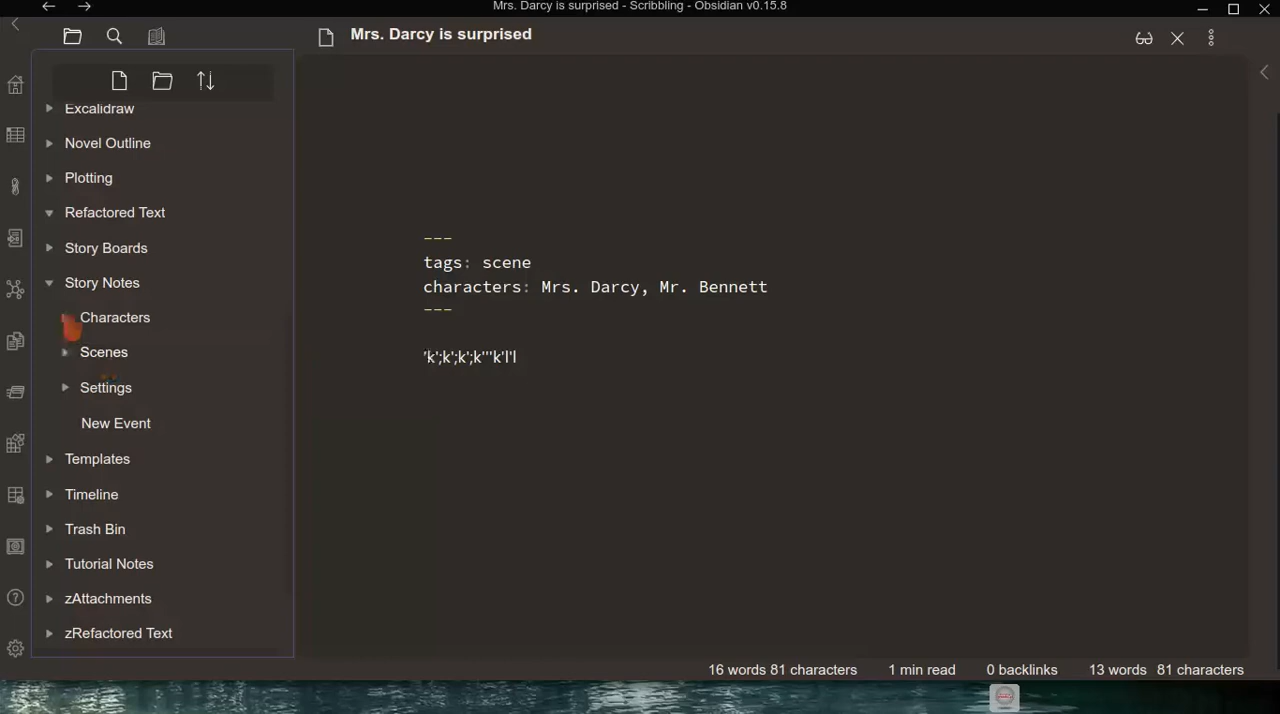 Mrs. Darcy is surprised - Scribbling - Obsidian v0.15.8
Mrs. Darcy is surprised
Excalidraw
Novel Outline
Plotting
Refactored Text
Story Boards
Story Notes
Characters
Scenes
Settings
New Event
Templates
Timeline
Trash Bin
Tutorial Notes
zAttachments
zRefactored Text
---
tags: scene
characters: Mrs. Darcy, Mr. Bennett
---
'k';k';k';k'''k'l'l
16 words 81 characters
1 min read
0 backlinks
13 words
81 characters